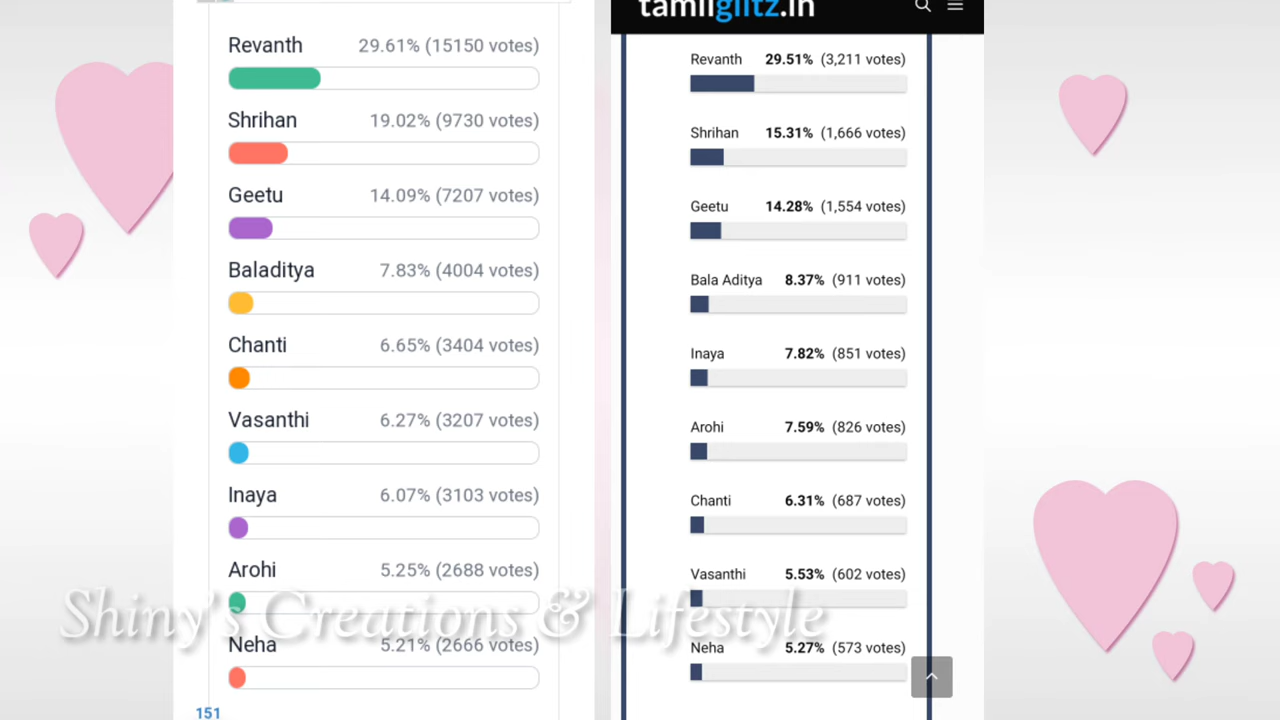 Revanth 29.61% (15150 votes)
Shrihan 19.02% (9730 votes)
Geetu 14.09% (7207 votes)
Baladitya 7.83% (4004 votes)
Chanti 6.65% (3404 votes)
Vasanthi 6.27% (3207 votes)
Inaya 6.07% (3103 votes)
Arohi 5.25% (2688 votes)
Neha 5.21% (2666 votes)
151
tamilglitz.in
Revanth 29.51% (3,211 votes)
Shrihan 15.31% (1,666 votes)
Geetu 14.28% (1,554 votes)
Bala Aditya 8.37% (911 votes)
Inaya 7.82% (851 votes)
Arohi 7.59% (826 votes)
Chanti 6.31% (687 votes)
Vasanthi 5.53% (602 votes)
Neha 5.27% (573 votes)
Shiny's Creations & Lifestyle